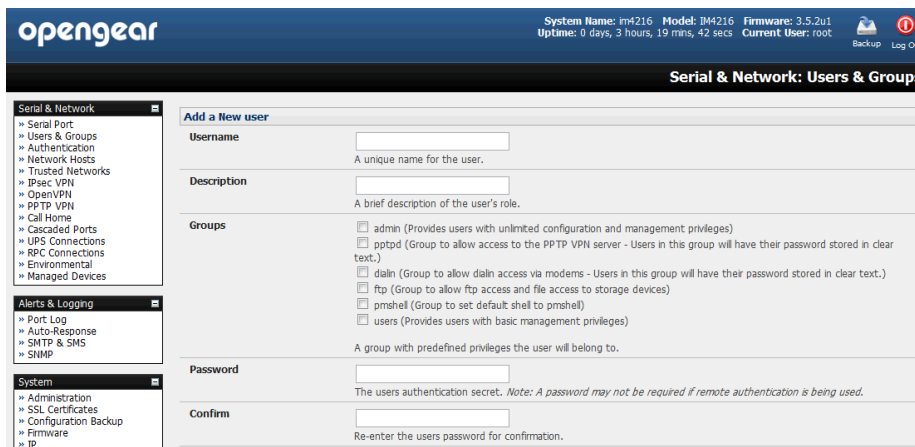 opengear
System Name: im4216 Model: IM4216 Firmware: 3.5.2u1
Uptime: 0 days, 3 hours, 19 mins, 42 secs Current User: root
Backup
Log O
Serial & Network: Users & Groups
Serial & Network
» Serial Port
» Users & Groups
» Authentication
» Network Hosts
» Trusted Networks
» IPsec VPN
» OpenVPN
» PPTP VPN
» Call Home
» Cascaded Ports
» UPS Connections
» RPC Connections
» Environmental
» Managed Devices
Alerts & Logging
» Port Log
» Auto-Response
» SMTP & SMS
» SNMP
System
» Administration
» SSL Certificates
» Configuration Backup
» Firmware
» IP
Add a New user
Username
A unique name for the user.
Description
A brief description of the user's role.
Groups
admin (Provides users with unlimited configuration and management privileges)
pptpd (Group to allow access to the PPTP VPN server - Users in this group will have their password stored in clear
text.)
dialin (Group to allow dialin access via modems - Users in this group will have their password stored in clear text.)
ftp (Group to allow ftp access and file access to storage devices)
pmshell (Group to set default shell to pmshell)
users (Provides users with basic management privileges)
A group with predefined privileges the user will belong to.
Password
The users authentication secret. Note: A password may not be required if remote authentication is being used.
Confirm
Re-enter the users password for confirmation.